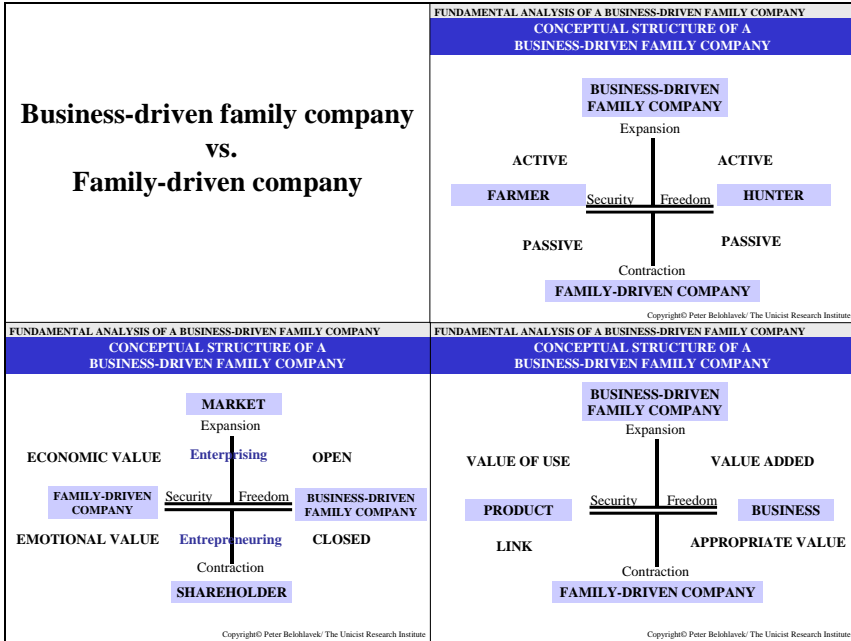 Business-driven family company
vs.
Family-driven company
FUNDAMENTAL ANALYSIS OF A BUSINESS-DRIVEN FAMILY COMPANY
CONCEPTUAL STRUCTURE OF A
BUSINESS-DRIVEN FAMILY COMPANY
BUSINESS-DRIVEN
FAMILY COMPANY
Expansion
ACTIVE ACTIVE
FARMER Security Freedom HUNTER
PASSIVE PASSIVE
Contraction
FAMILY-DRIVEN COMPANY
Copyright© Peter Belohlavek/ The Unicist Research Institute
FUNDAMENTAL ANALYSIS OF A BUSINESS-DRIVEN FAMILY COMPANY
CONCEPTUAL STRUCTURE OF A
BUSINESS-DRIVEN FAMILY COMPANY
MARKET
Expansion
ECONOMIC VALUE Enterprising OPEN
FAMILY-DRIVEN
COMPANY
Security Freedom
BUSINESS-DRIVEN
FAMILY COMPANY
EMOTIONAL VALUE Entrepreneuring CLOSED
Contraction
SHAREHOLDER
Copyright© Peter Belohlavek/ The Unicist Research Institute
FUNDAMENTAL ANALYSIS OF A BUSINESS-DRIVEN FAMILY COMPANY
CONCEPTUAL STRUCTURE OF A
BUSINESS-DRIVEN FAMILY COMPANY
BUSINESS-DRIVEN
FAMILY COMPANY
Expansion
VALUE OF USE VALUE ADDED
PRODUCT Security Freedom BUSINESS
LINK APPROPRIATE VALUE
Contraction
FAMILY-DRIVEN COMPANY
Copyright© Peter Belohlavek/ The Unicist Research Institute